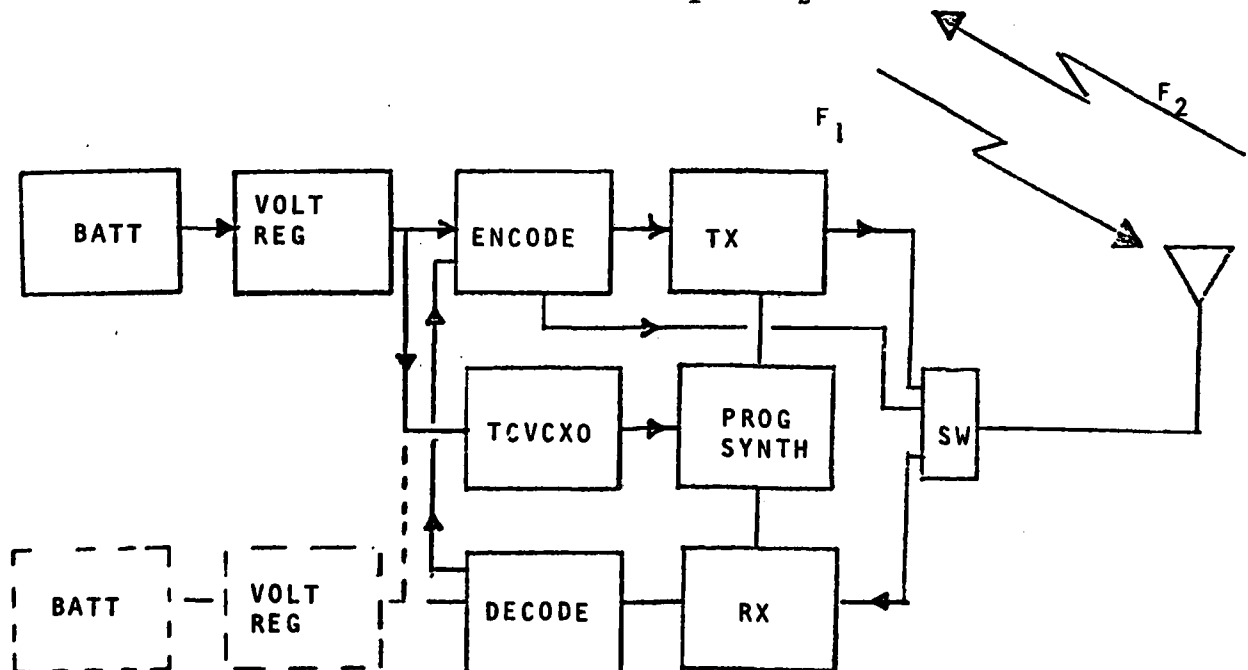 F2
F1
BATT
VOLT
REG
ENCODE
TX
TCVCXO
PROG
SYNTH
SW
BATT
VOLT
REG
DECODE
RX